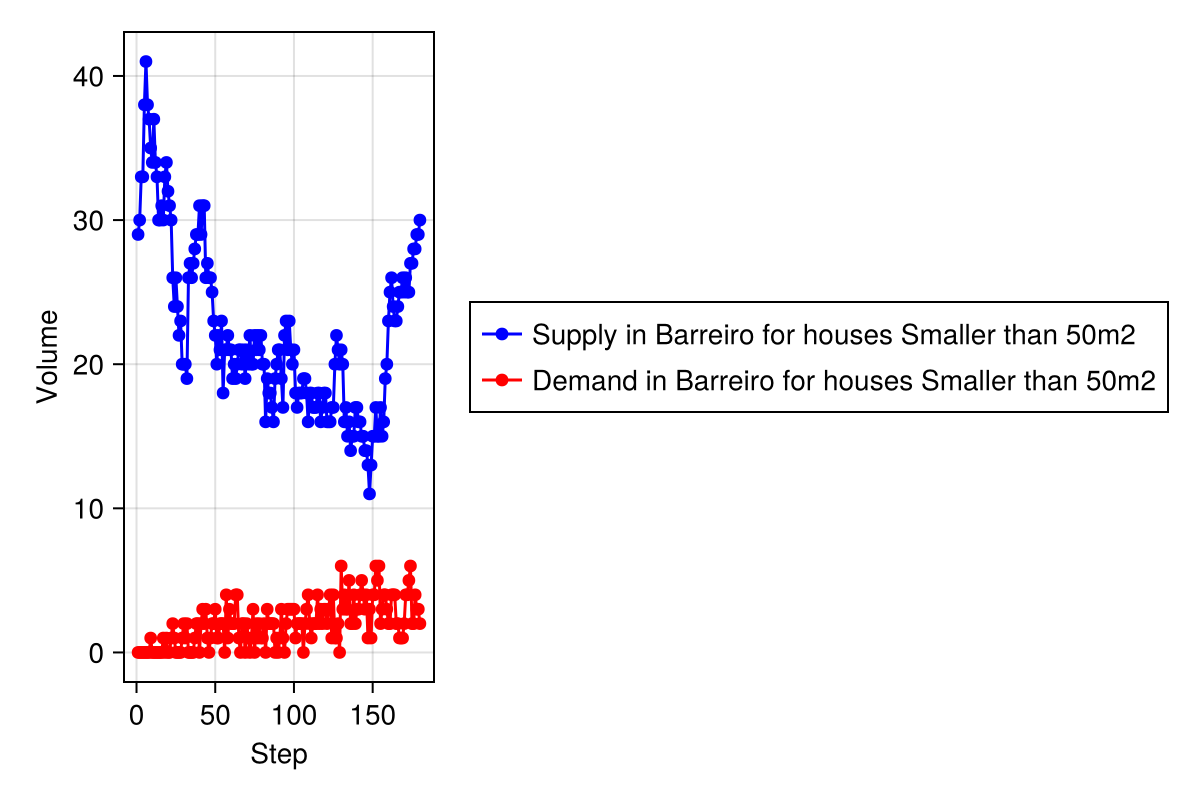 40
30
20
10
0
Volume
0 50 100 150
Step
Supply in Barreiro for houses Smaller than 50m2
Demand in Barreiro for houses Smaller than 50m2